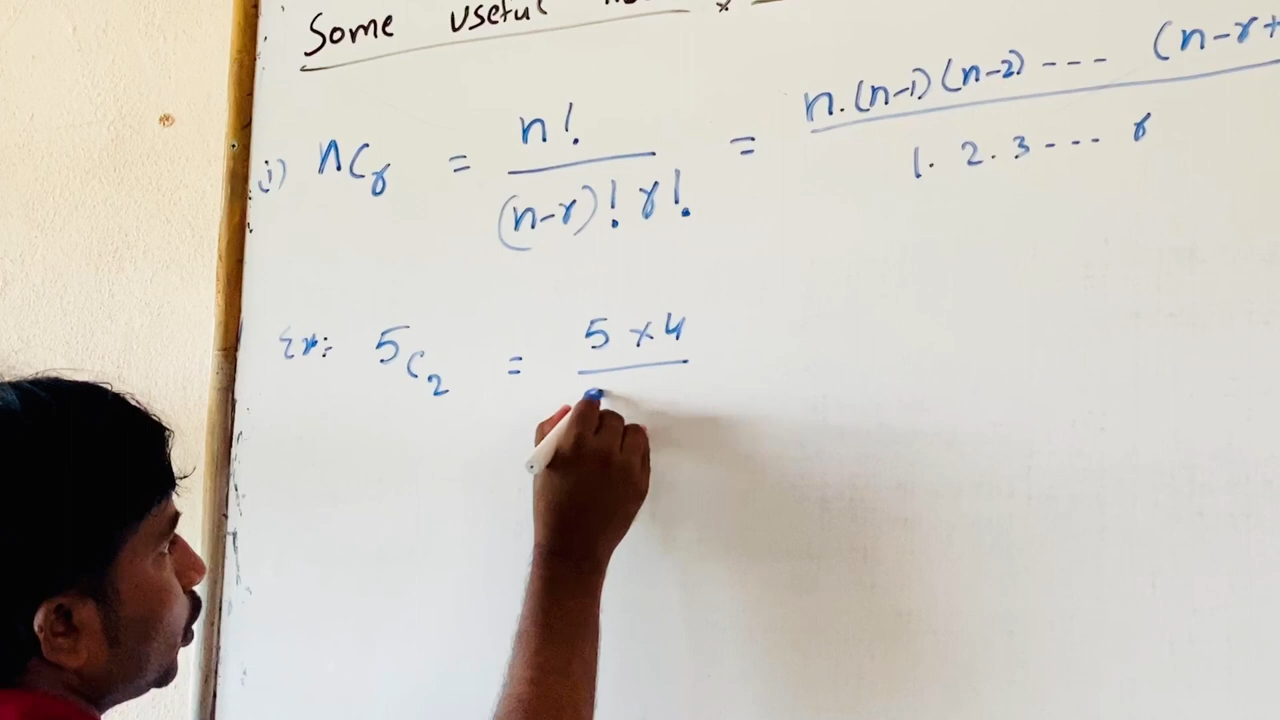 Some useful
(i) nCr = n! / (n-r)! r! = n.(n-1)(n-2) --- (n-r+ / 1. 2. 3 --- r
Ex: 5C2 = 5 × 4